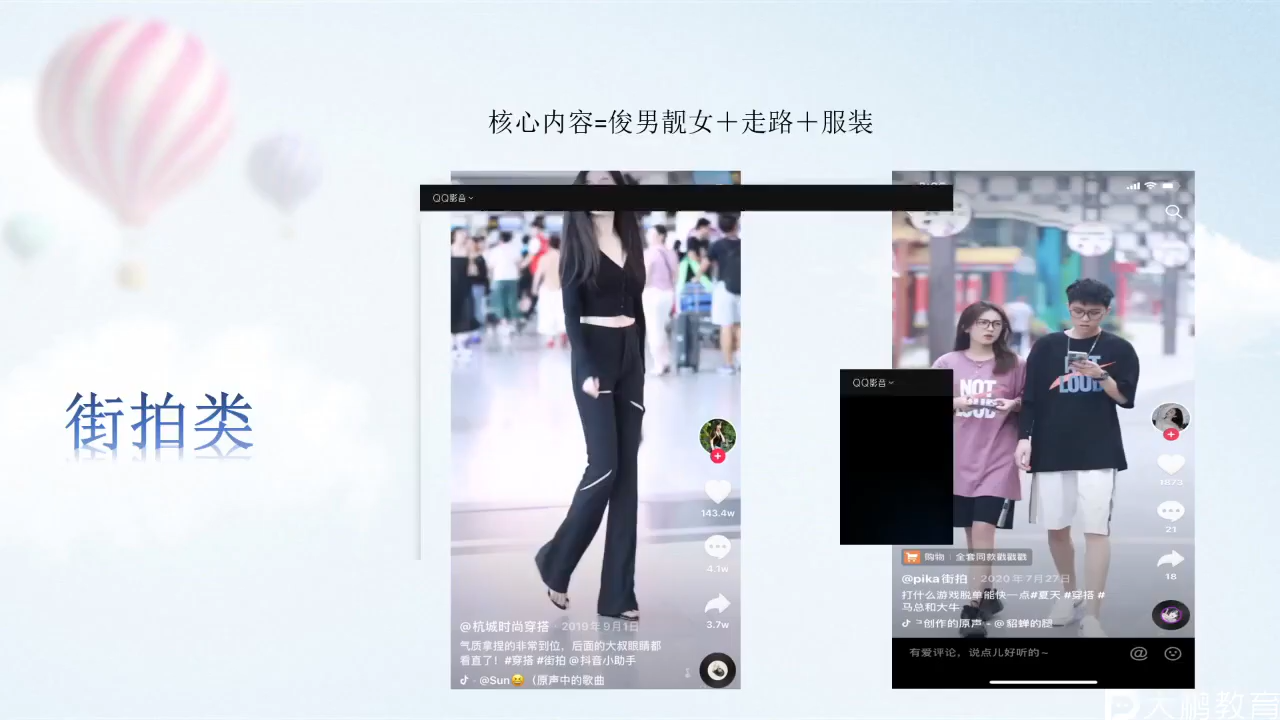 核心内容=俊男靓女+走路+服装
街拍类
QQ影音
143.4w
4.1w
3.7w
@杭城时尚穿搭 · 2019年9月1日
气质拿捏的非常到位，后面的大叔眼睛都
看直了！#穿搭 #街拍 @抖音小助手
@Sun😆（原声中的歌曲
QQ影音
NOT
LOUD
NOT
LOUD
1873
21
18
购物 | 全套同款戳戳戳
@pika街拍 · 2020年7月27日
打什么游戏脱单能快一点#夏天 #穿搭 #
马总和大牛
创作的原声 - @貂蝉的腿
有爱评论，说点儿好听的~
大鹏教育